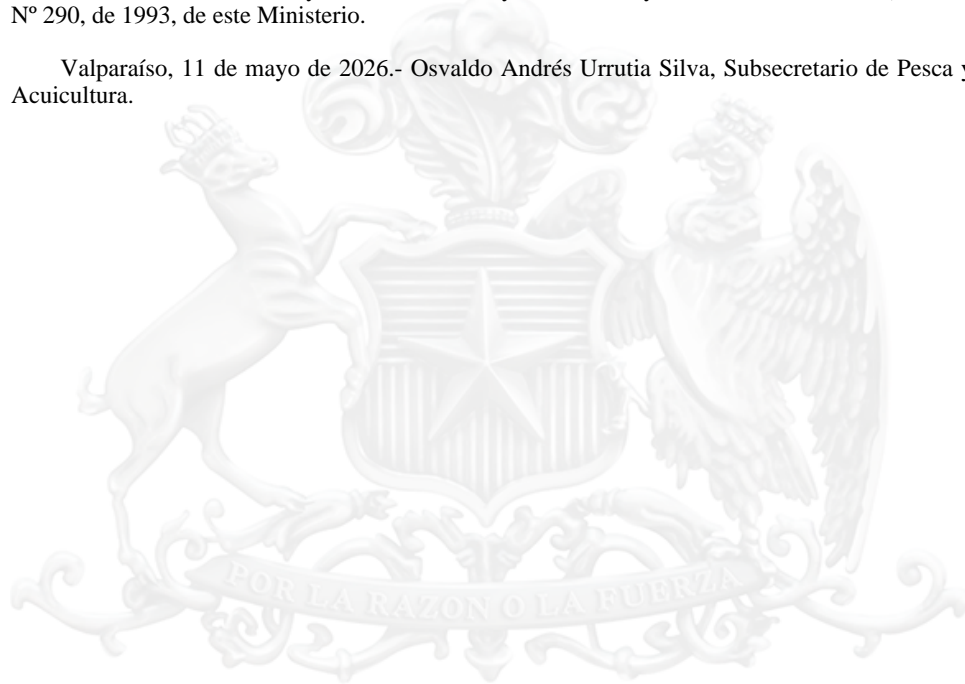 Nº 290, de 1993, de este Ministerio.
Valparaíso, 11 de mayo de 2026.- Osvaldo Andrés Urrutia Silva, Subsecretario de Pesca y
Acuicultura.
POR LA RAZON O LA FUERZA